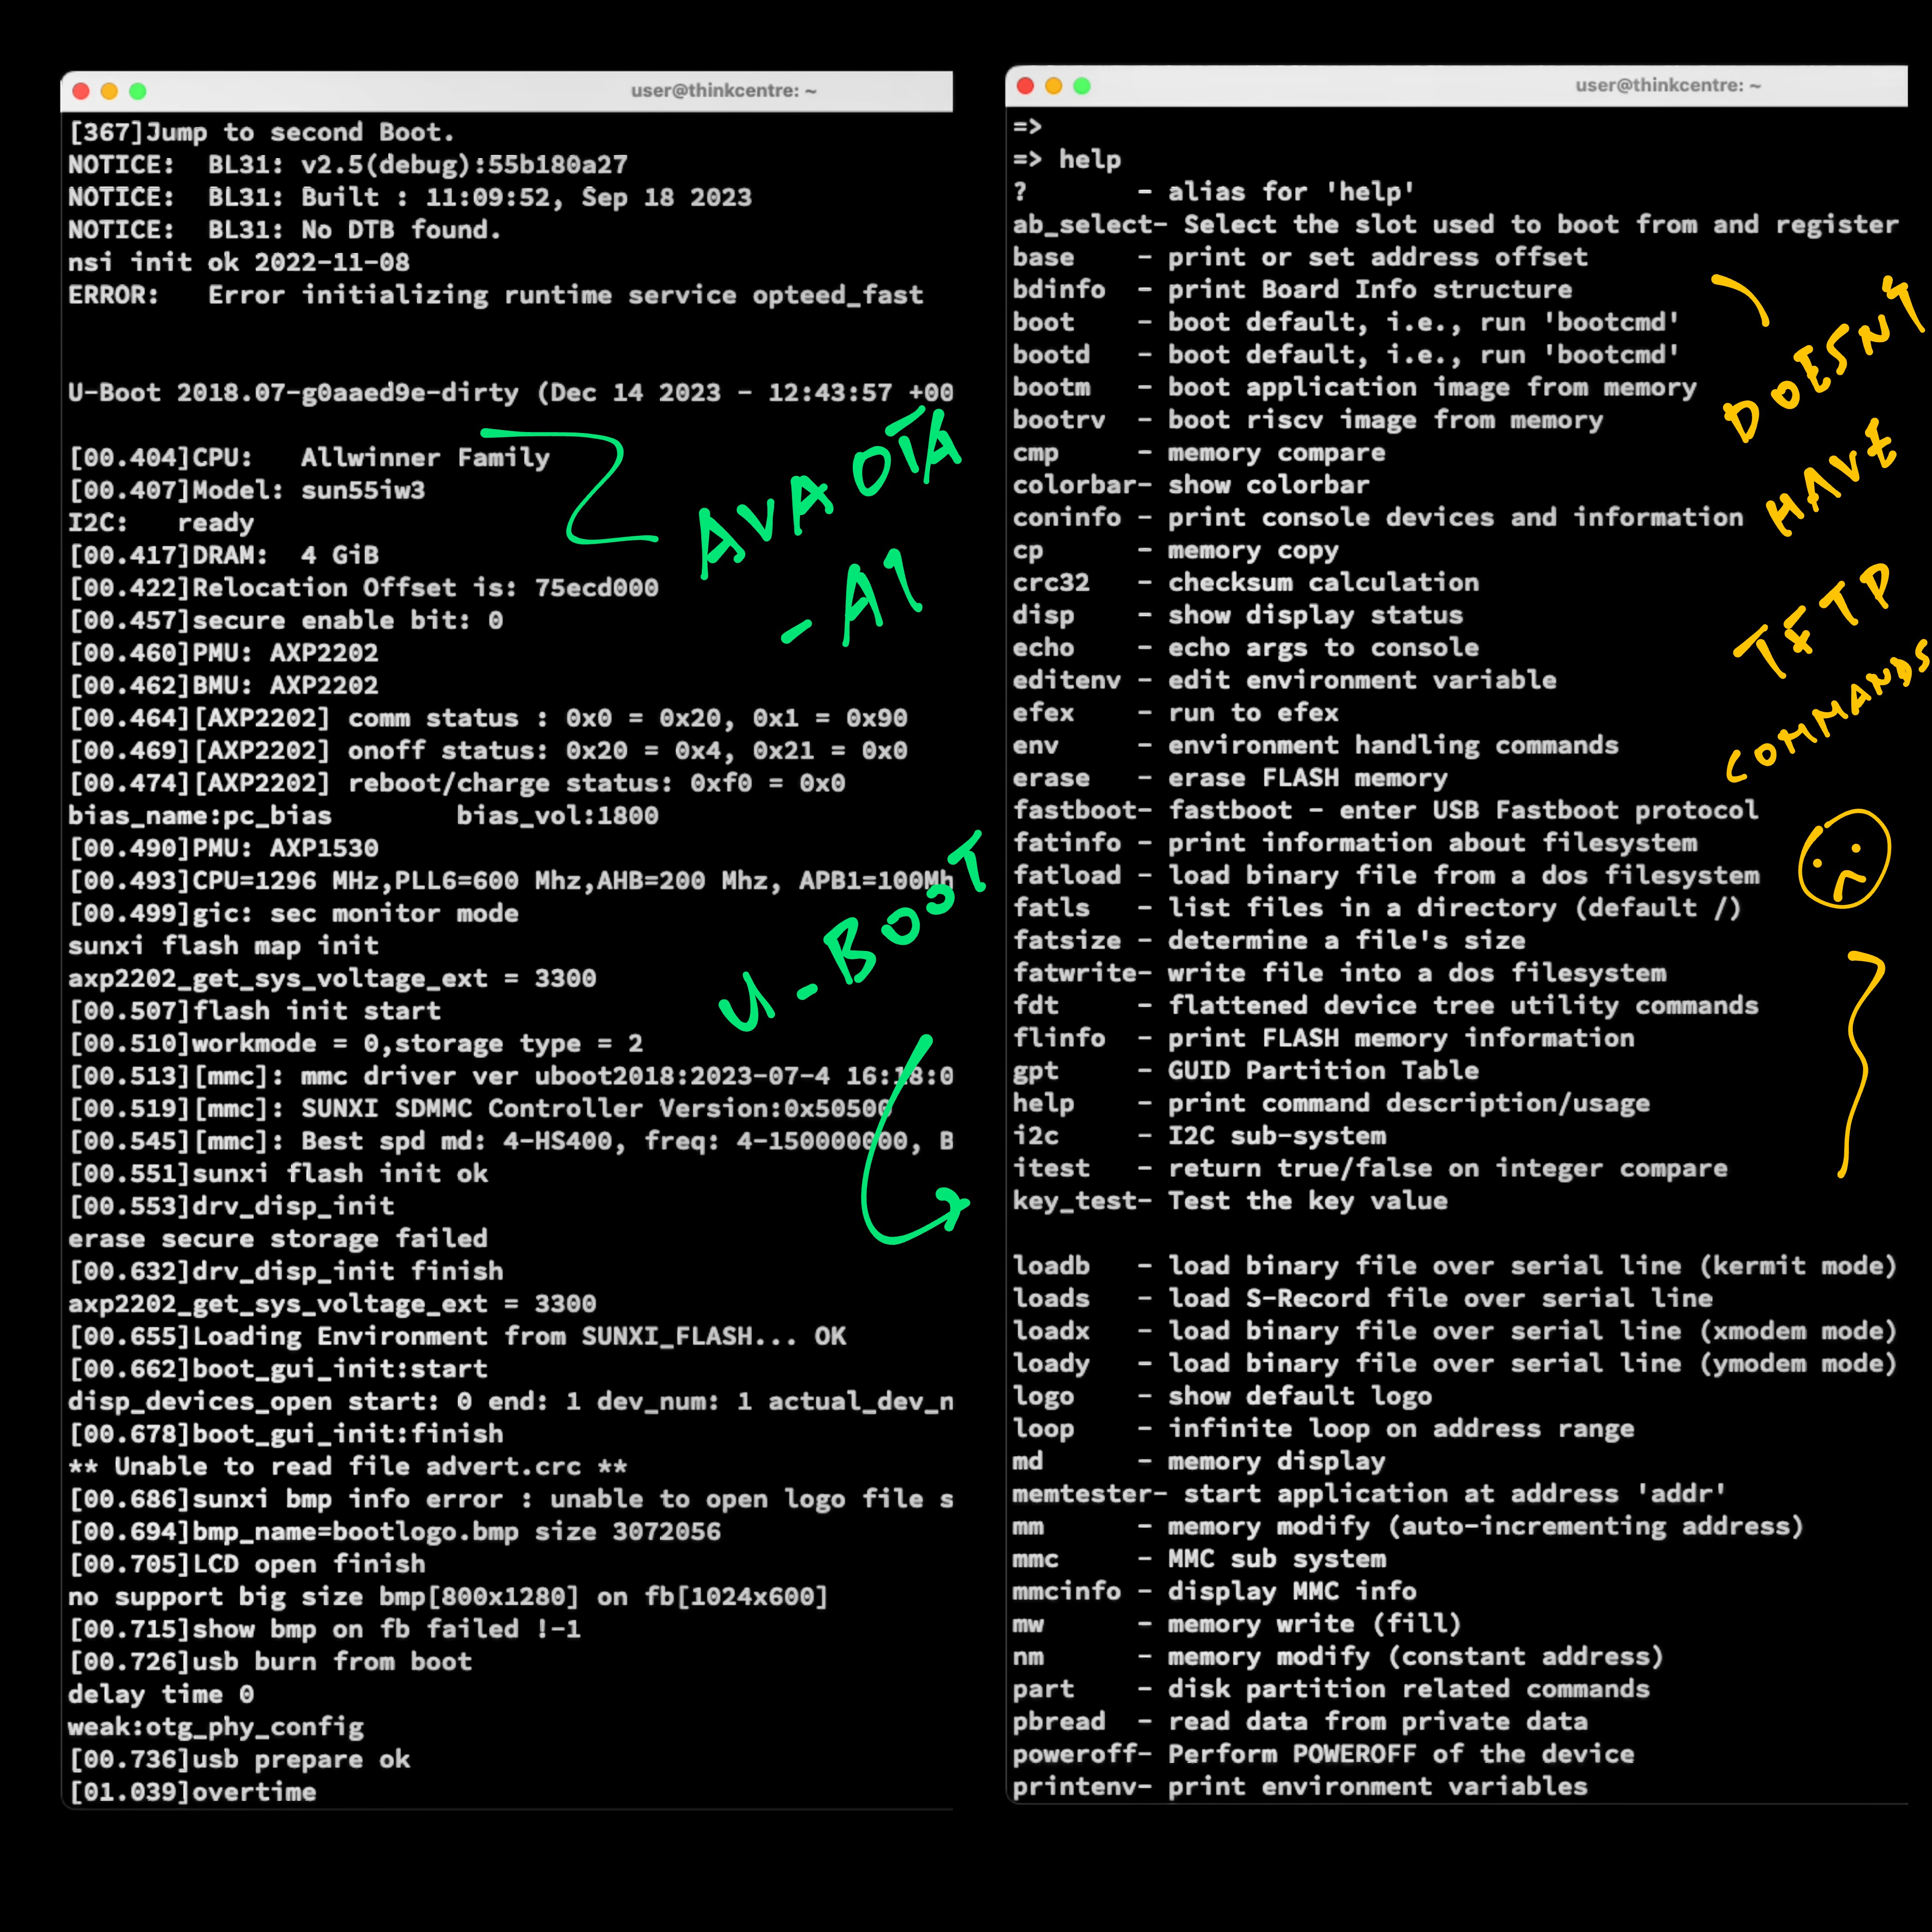 user@thinkcentre: ~
[367]Jump to second Boot.
NOTICE:  BL31: v2.5(debug):55b180a27
NOTICE:  BL31: Built : 11:09:52, Sep 18 2023
NOTICE:  BL31: No DTB found.
nsi init ok 2022-11-08
ERROR:   Error initializing runtime service opteed_fast
U-Boot 2018.07-g0aaed9e-dirty (Dec 14 2023 - 12:43:57 +00
[00.404]CPU:   Allwinner Family
[00.407]Model: sun55iw3
I2C:   ready
[00.417]DRAM:  4 GiB
[00.422]Relocation Offset is: 75ecd000
[00.457]secure enable bit: 0
[00.460]PMU: AXP2202
[00.462]BMU: AXP2202
[00.464][AXP2202] comm status : 0x0 = 0x20, 0x1 = 0x90
[00.469][AXP2202] onoff status: 0x20 = 0x4, 0x21 = 0x0
[00.474][AXP2202] reboot/charge status: 0xf0 = 0x0
bias_name:pc_bias        bias_vol:1800
[00.490]PMU: AXP1530
[00.493]CPU=1296 MHz,PLL6=600 Mhz,AHB=200 Mhz, APB1=100Mh
[00.499]gic: sec monitor mode
sunxi flash map init
axp2202_get_sys_voltage_ext = 3300
[00.507]flash init start
[00.510]workmode = 0,storage type = 2
[00.513][mmc]: mmc driver ver uboot2018:2023-07-4 16:18:0
[00.519][mmc]: SUNXI SDMMC Controller Version:0x50500
[00.545][mmc]: Best spd md: 4-HS400, freq: 4-150000000, B
[00.551]sunxi flash init ok
[00.553]drv_disp_init
erase secure storage failed
[00.632]drv_disp_init finish
axp2202_get_sys_voltage_ext = 3300
[00.655]Loading Environment from SUNXI_FLASH... OK
[00.662]boot_gui_init:start
disp_devices_open start: 0 end: 1 dev_num: 1 actual_dev_n
[00.678]boot_gui_init:finish
** Unable to read file advert.crc **
[00.686]sunxi bmp info error : unable to open logo file s
[00.694]bmp_name=bootlogo.bmp size 3072056
[00.705]LCD open finish
no support big size bmp[800x1280] on fb[1024x600]
[00.715]show bmp on fb failed !-1
[00.726]usb burn from boot
delay time 0
weak:otg_phy_config
[00.736]usb prepare ok
[01.039]overtime
AVAOTA
-A1
U-BOOT
user@thinkcentre: ~
=>
=> help
?       - alias for 'help'
ab_select- Select the slot used to boot from and register
base    - print or set address offset
bdinfo  - print Board Info structure
boot    - boot default, i.e., run 'bootcmd'
bootd   - boot default, i.e., run 'bootcmd'
bootm   - boot application image from memory
bootrv  - boot riscv image from memory
cmp     - memory compare
colorbar- show colorbar
coninfo - print console devices and information
cp      - memory copy
crc32   - checksum calculation
disp    - show display status
echo    - echo args to console
editenv - edit environment variable
efex    - run to efex
env     - environment handling commands
erase   - erase FLASH memory
fastboot- fastboot - enter USB Fastboot protocol
fatinfo - print information about filesystem
fatload - load binary file from a dos filesystem
fatls   - list files in a directory (default /)
fatsize - determine a file's size
fatwrite- write file into a dos filesystem
fdt     - flattened device tree utility commands
flinfo  - print FLASH memory information
gpt     - GUID Partition Table
help    - print command description/usage
i2c     - I2C sub-system
itest   - return true/false on integer compare
key_test- Test the key value
loadb   - load binary file over serial line (kermit mode)
loads   - load S-Record file over serial line
loadx   - load binary file over serial line (xmodem mode)
loady   - load binary file over serial line (ymodem mode)
logo    - show default logo
loop    - infinite loop on address range
md      - memory display
memtester- start application at address 'addr'
mm      - memory modify (auto-incrementing address)
mmc     - MMC sub system
mmcinfo - display MMC info
mw      - memory write (fill)
nm      - memory modify (constant address)
part    - disk partition related commands
pbread  - read data from private data
poweroff- Perform POWEROFF of the device
printenv- print environment variables
DOESN'T
HAVE
TFTP
COMMANDS